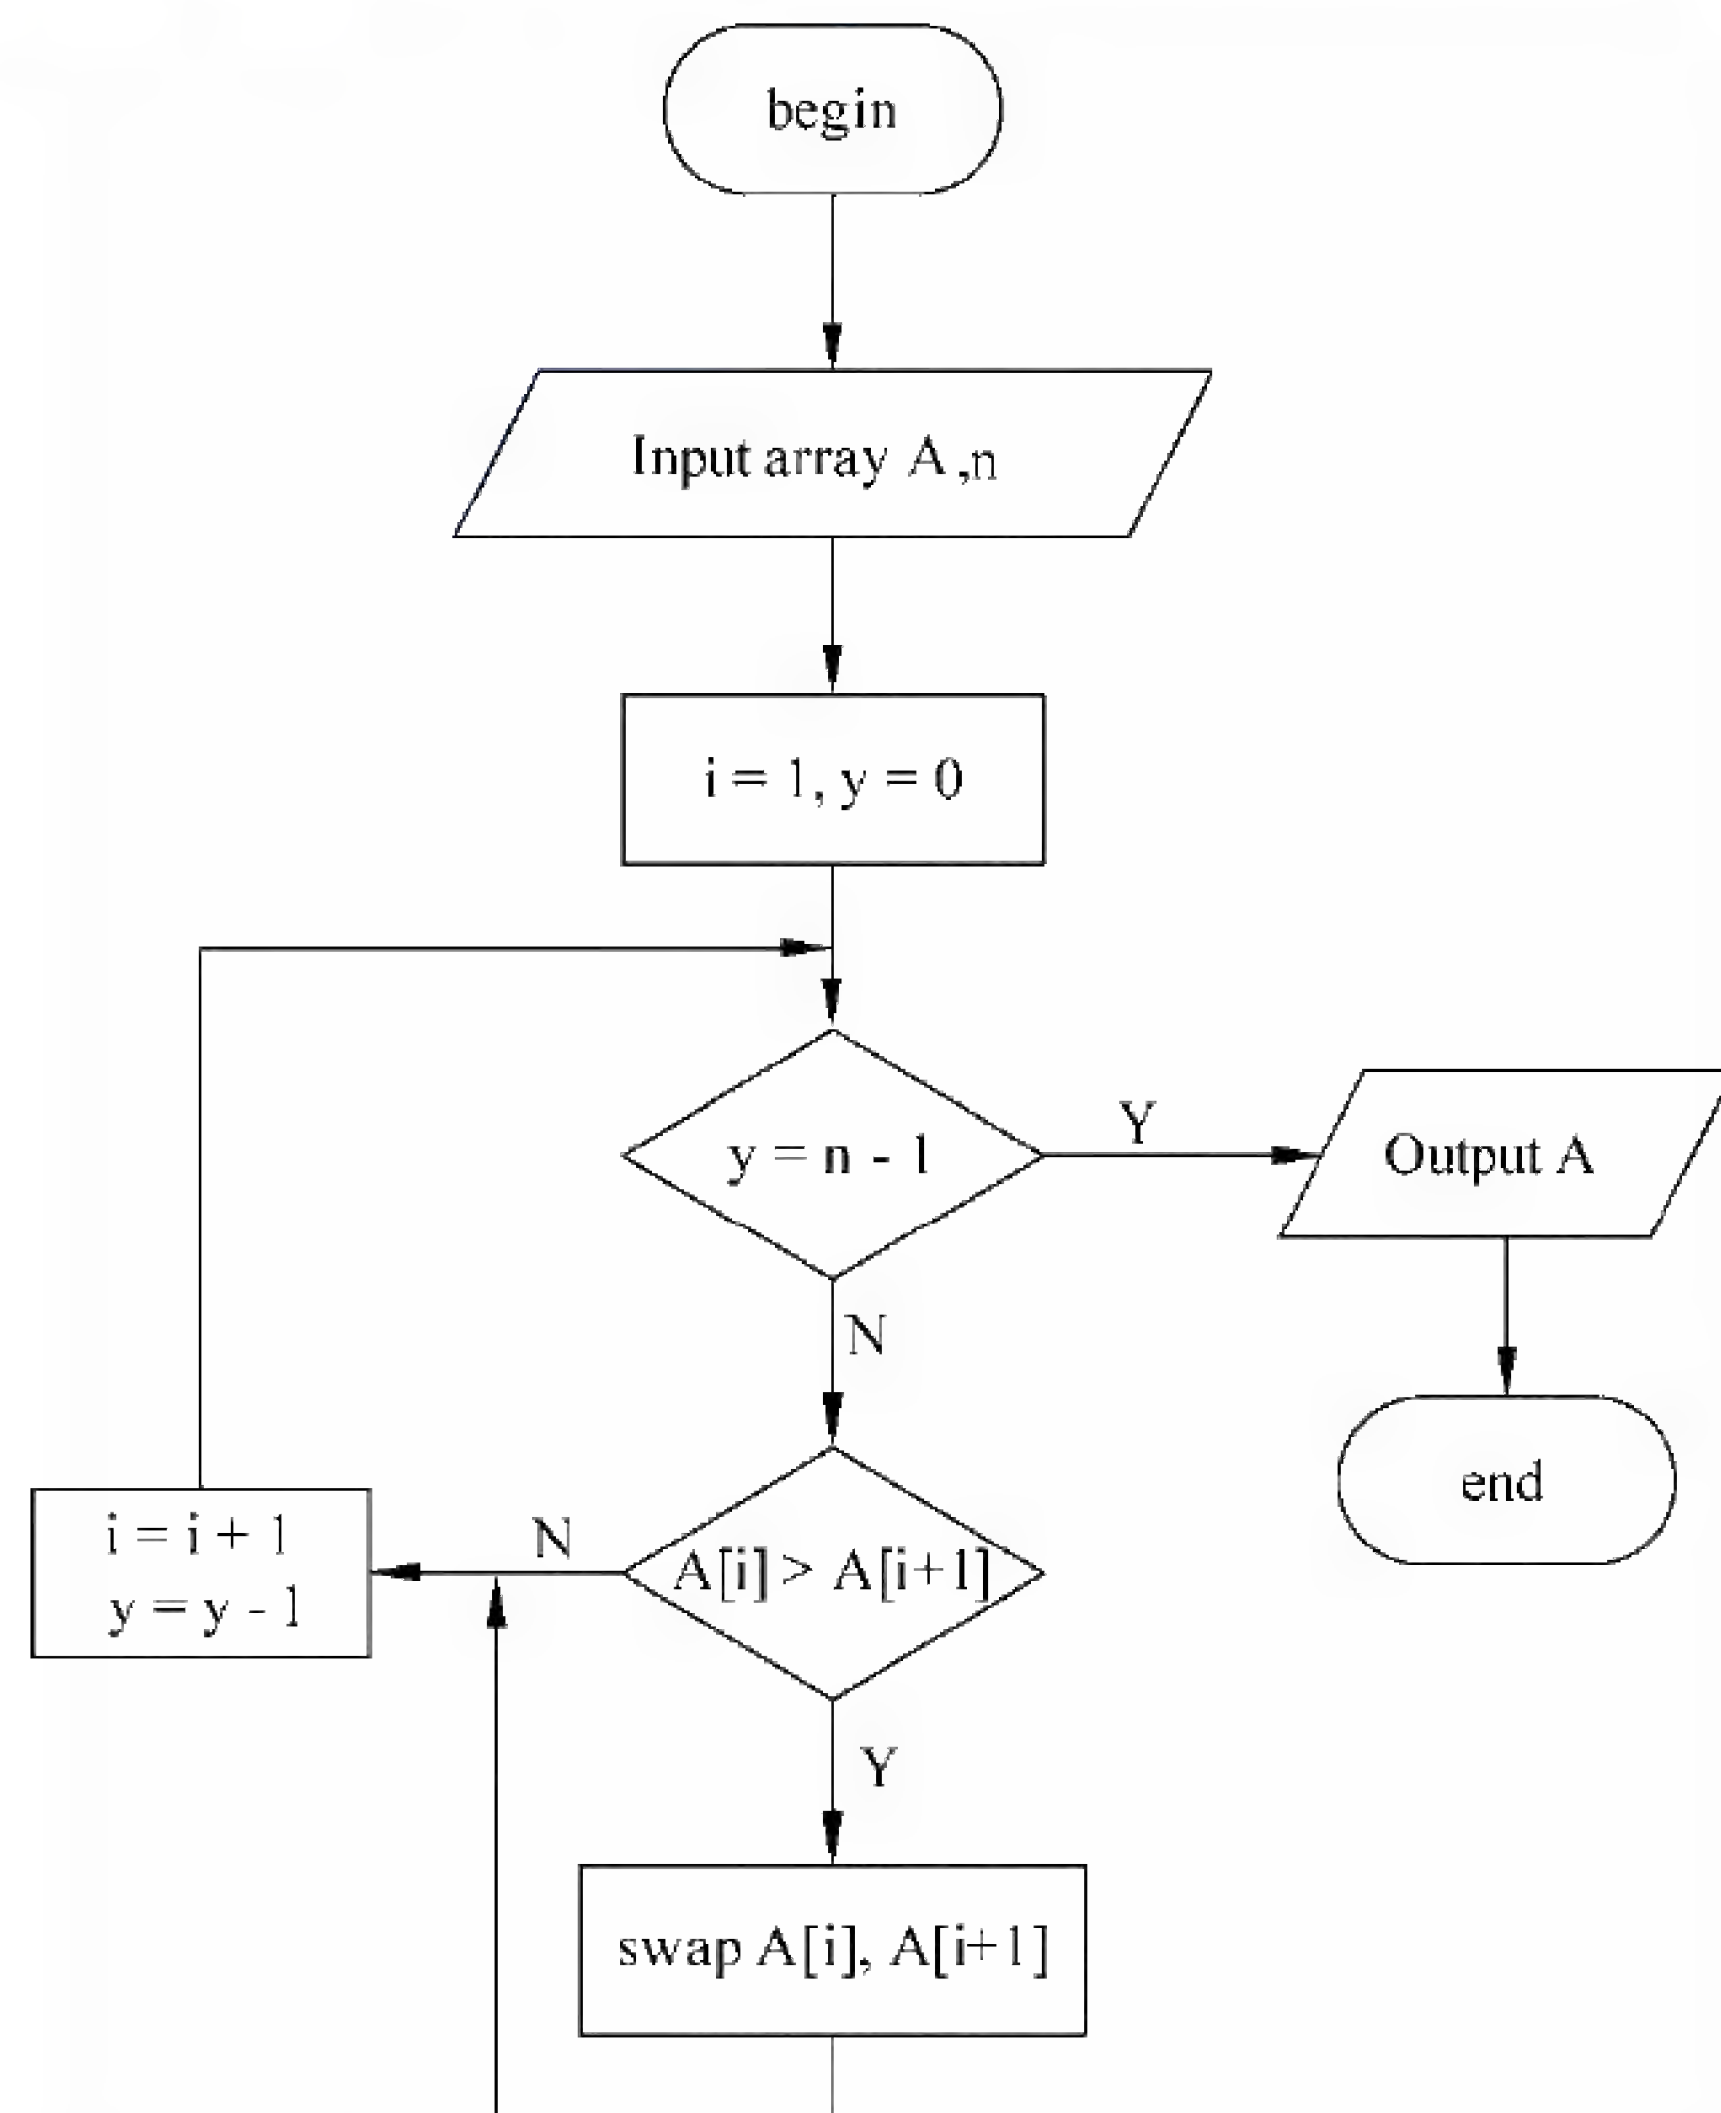 begin
Input array A ,n
i = 1, y = 0
y = n - 1
Y
Output A
N
end
A[i] > A[i+1]
N
i = i + 1
y = y - 1
Y
swap A[i], A[i+1]